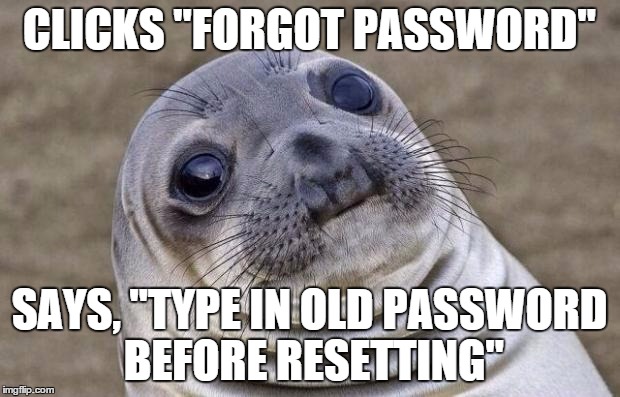 CLICKS "FORGOT PASSWORD"
SAYS, "TYPE IN OLD PASSWORD
BEFORE RESETTING"
imgflip.com